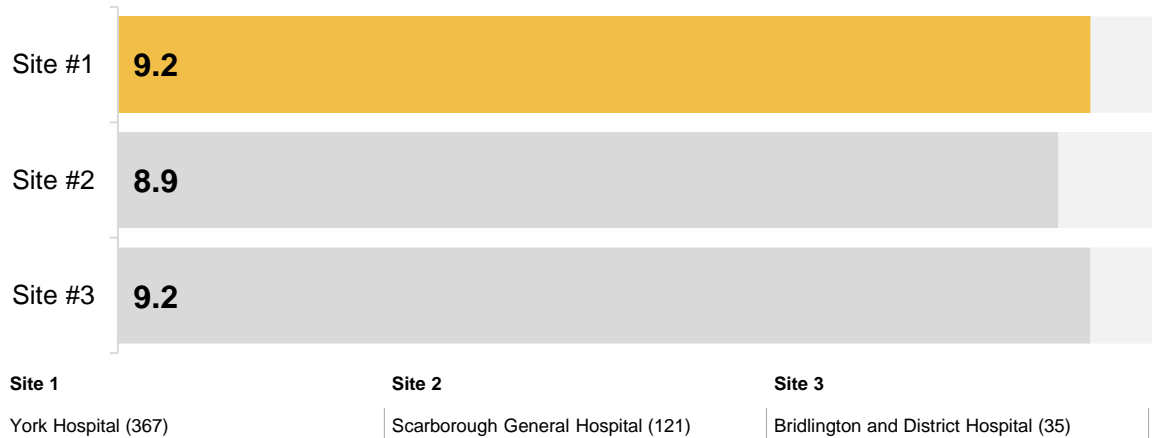 Site #1 9.2
Site #2 8.9
Site #3 9.2
Site 1 Site 2 Site 3
York Hospital (367) Scarborough General Hospital (121) Bridlington and District Hospital (35)